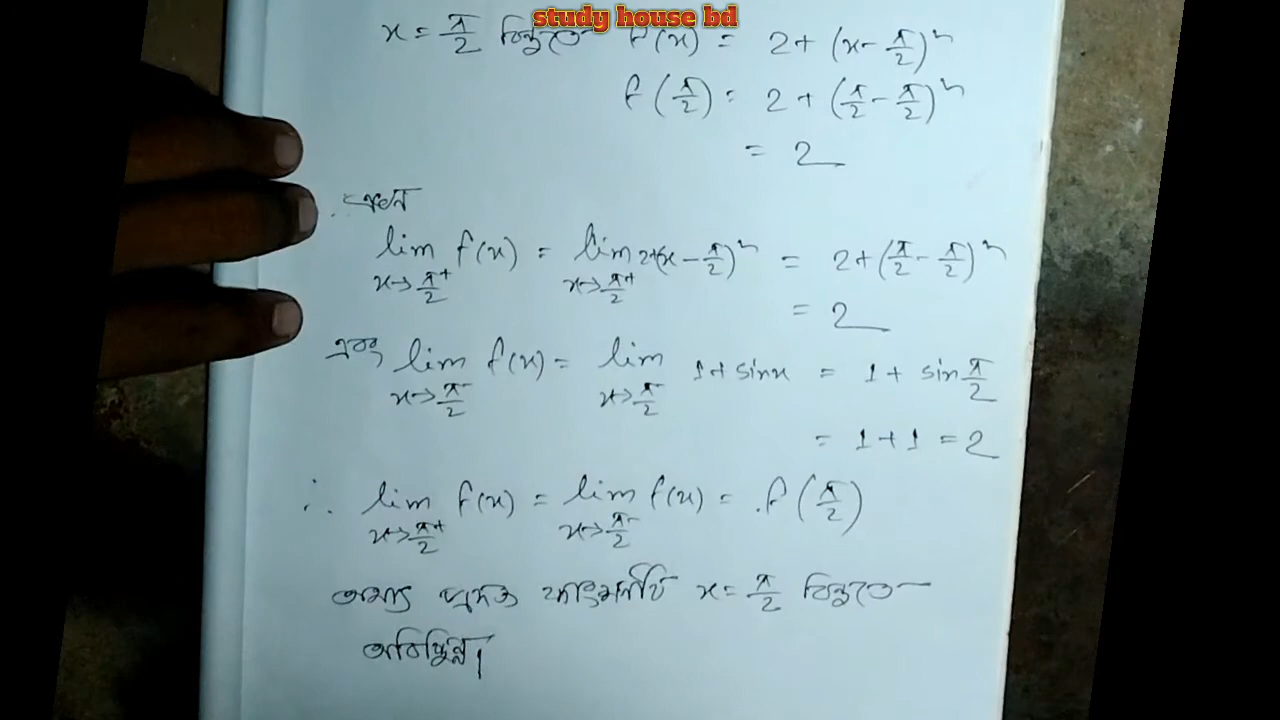 study house bd
x = π/2 বিন্দুতে f(x) = 2 + (x - π/2)²
f(π/2) = 2 + (π/2 - π/2)²
= 2
এখন
lim x→π/2⁺ f(x) = lim x→π/2⁺ 2+(x - π/2)² = 2 + (π/2 - π/2)²
= 2
এবং lim x→π/2⁻ f(x) = lim x→π/2⁻ 1 + sinx = 1 + sin π/2
= 1 + 1 = 2
∴ lim x→π/2⁺ f(x) = lim x→π/2⁻ f(x) = f(π/2)
অতএব প্রদত্ত ফাংশনটি x = π/2 বিন্দুতে
অবিচ্ছিন্ন।